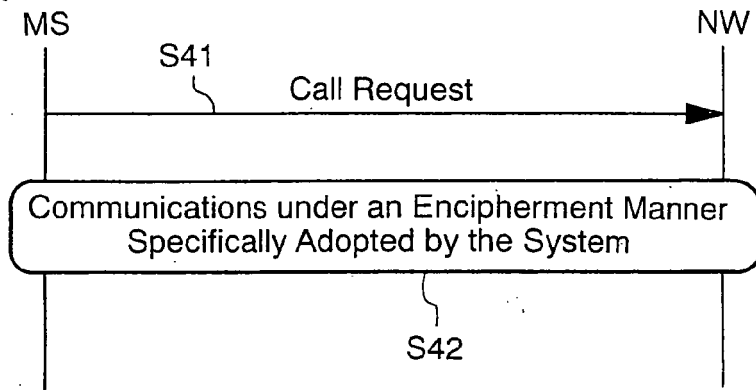 MS
NW
S41
Call Request
Communications under an Encipherment Manner
Specifically Adopted by the System
S42